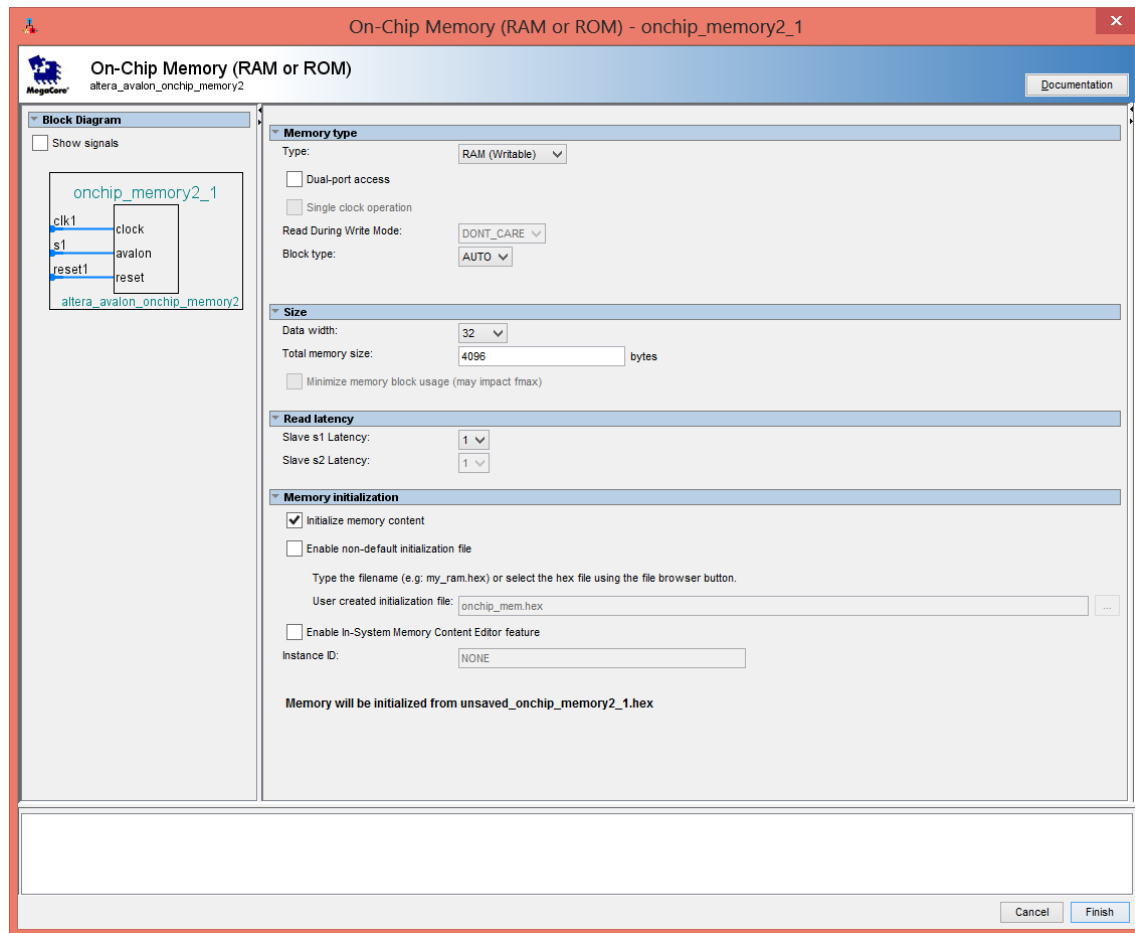 On-Chip Memory (RAM or ROM) - onchip_memory2_1
MegaCore'
On-Chip Memory (RAM or ROM)
altera_avalon_onchip_memory2
Documentation
Block Diagram
Show signals
onchip_memory2_1
clk1
clock
s1
avalon
reset1
reset
altera_avalon_onchip_memory2
Memory type
Type: RAM (Writable)
Dual-port access
Single clock operation
Read During Write Mode: DONT_CARE
Block type: AUTO
Size
Data width: 32
Total memory size: 4096 bytes
Minimize memory block usage (may impact fmax)
Read latency
Slave s1 Latency: 1
Slave s2 Latency: 1
Memory initialization
Initialize memory content
Enable non-default initialization file
Type the filename (e.g: my_ram.hex) or select the hex file using the file browser button.
User created initialization file: onchip_mem.hex ...
Enable In-System Memory Content Editor feature
Instance ID: NONE
Memory will be initialized from unsaved_onchip_memory2_1.hex
Cancel Finish